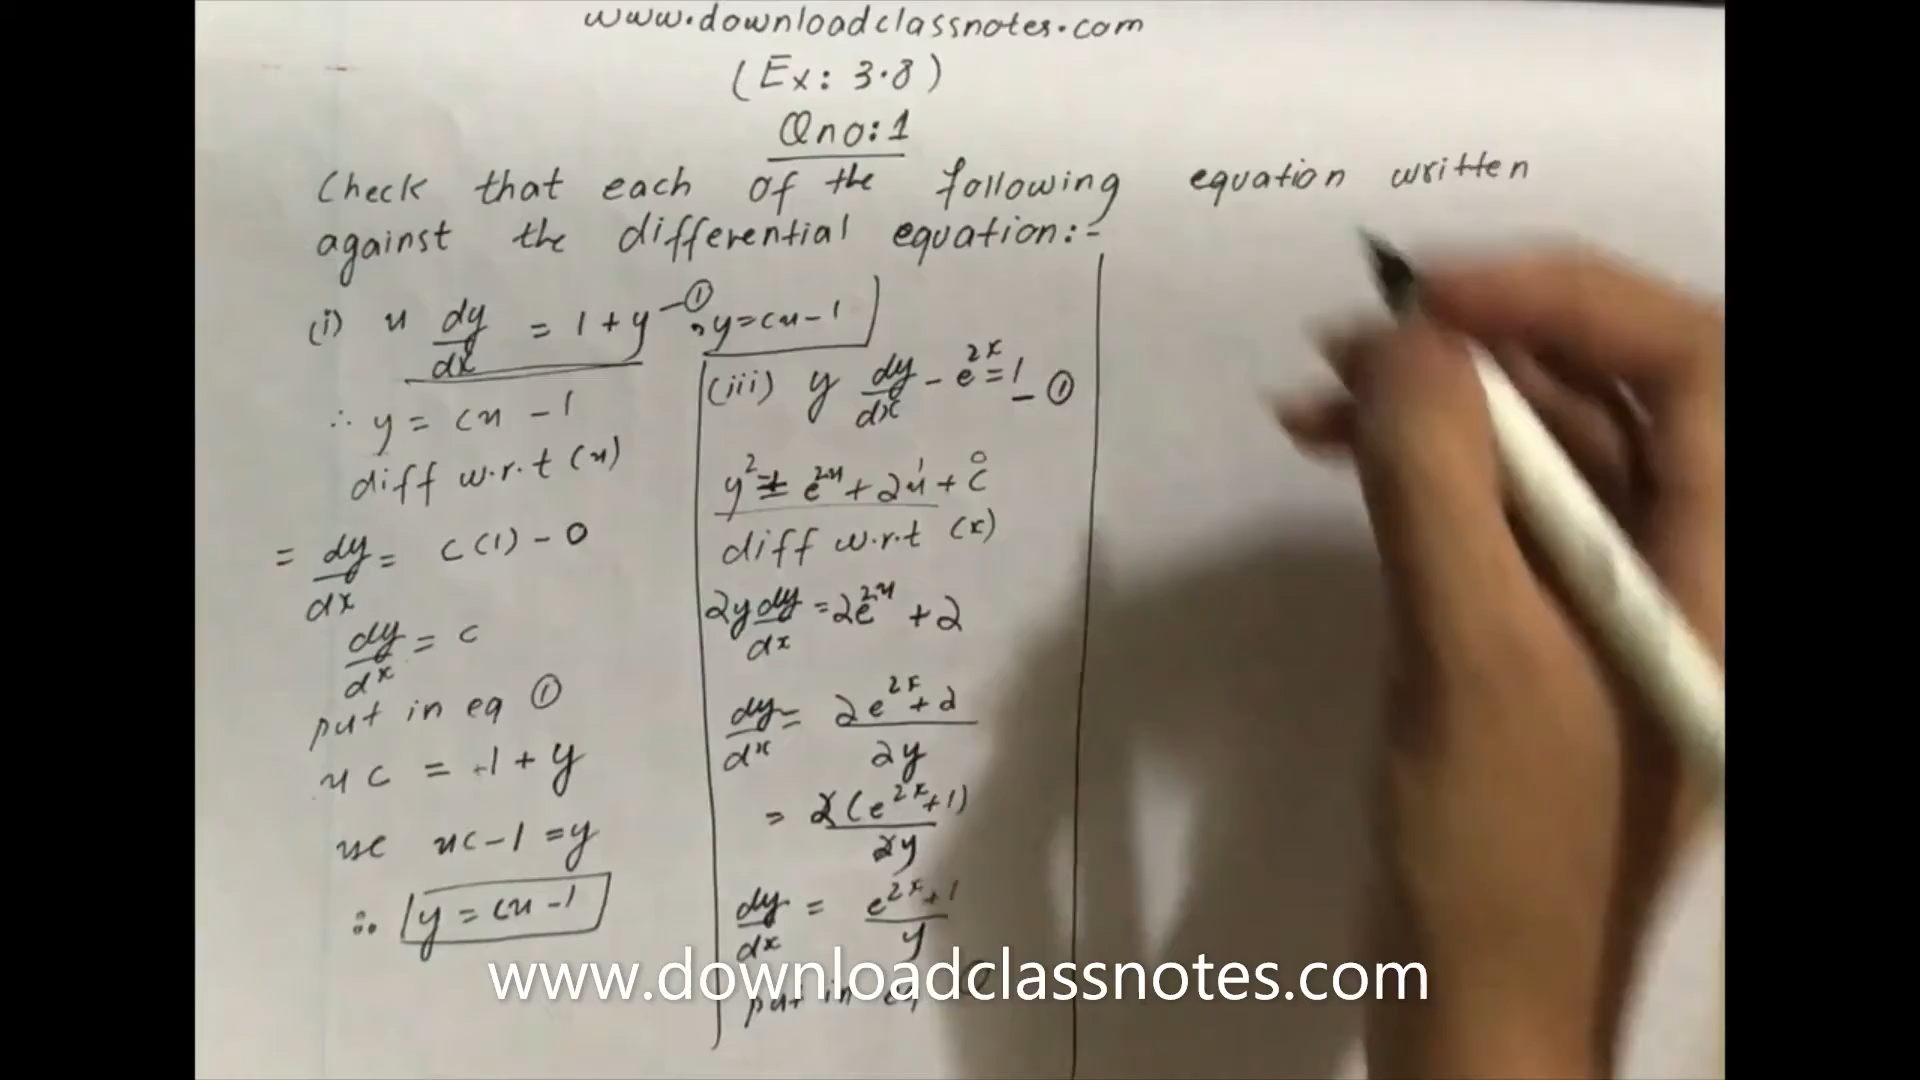 www.downloadclassnotes.com
(Ex: 3.8)
Qno:1
Check that each of the following equation written
against the differential equation:-
(i) x dy/dx = 1 + y —① , y = cx - 1
∴ y = cx - 1
diff w.r.t (x)
= dy/dx = c(1) - 0
dy/dx = c
put in eq ①
x c = 1 + y
xc - 1 = y
∴ y = cx - 1
(iii) y dy/dx - e^2x = 1 — ①
y² = e^2x + 2x + c
diff w.r.t (x)
2y dy/dx = 2e^2x + 2
dy/dx = 2e^2x + 2 / 2y
= 2(e^2x + 1) / 2y
dy/dx = e^2x + 1 / y
put in eq
www.downloadclassnotes.com